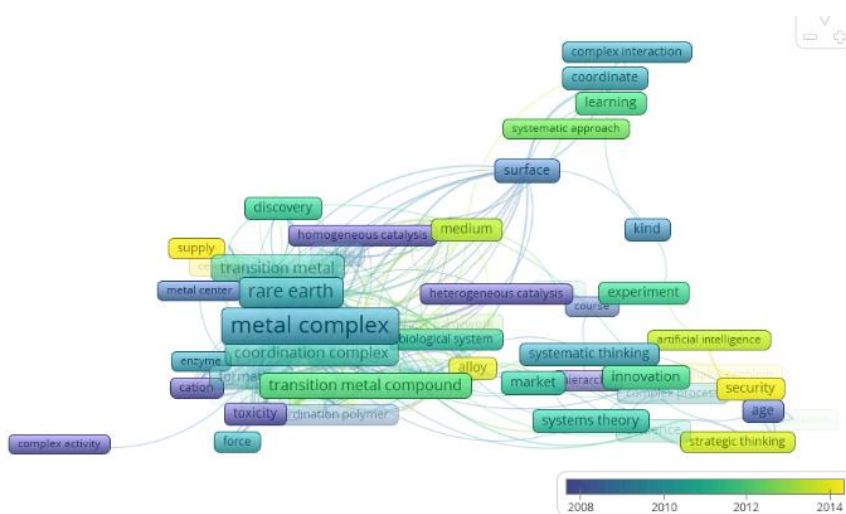 complex interaction
coordinate
learning
systematic approach
surface
discovery
kind
medium
homogeneous catalysis
supply
transition metal
metal center
rare earth
heterogeneous catalysis
experiment
course
metal complex
biological system
artificial intelligence
coordination complex
systematic thinking
enzyme
alloy
transition metal compound
market
innovation
cation
security
toxicity
age
systems theory
force
strategic thinking
complex activity
2008 2010 2012 2014